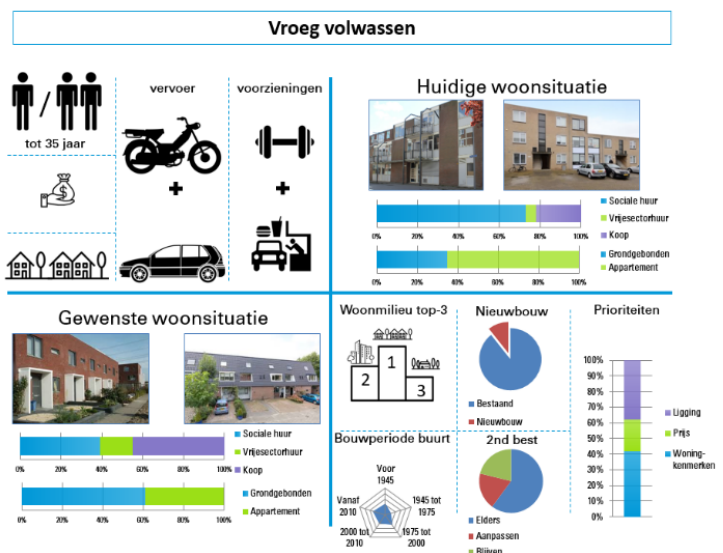 Vroeg volwassen
tot 35 jaar
vervoer
+
voorzieningen
+
Huidige woonsituatie
0% 20% 40% 60% 80% 100%
Sociale huur
Vrijesectorhuur
Koop
0% 20% 40% 60% 80% 100%
Grondgebonden
Appartement
Gewenste woonsituatie
0% 20% 40% 60% 80% 100%
Sociale huur
Vrijesectorhuur
Koop
0% 20% 40% 60% 80% 100%
Grondgebonden
Appartement
Woonmilieu top-3
1
2
3
Nieuwbouw
Bestaand
Nieuwbouw
Bouwperiode buurt
Voor
1945
1945 tot
1975
1975 tot
2000
2000 tot
2010
Vanaf
2010
2nd best
Elders
Aanpassen
Blijven
Prioriteiten
100%
90%
80%
70%
60%
50%
40%
30%
20%
10%
0%
Ligging
Prijs
Woning-
kenmerken